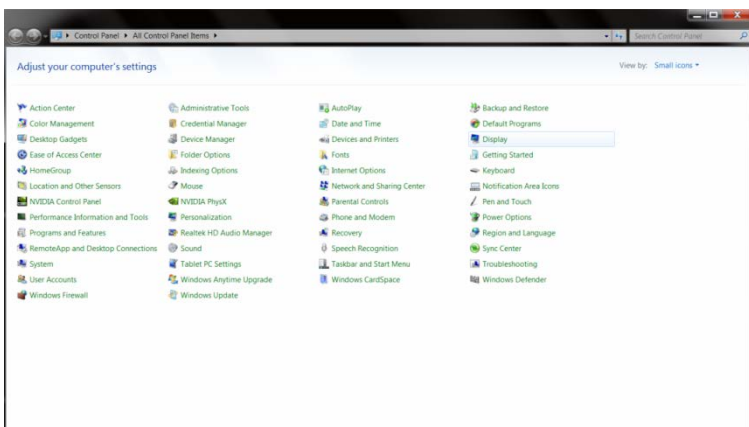 Control Panel ▸ All Control Panel Items ▸
Search Control Panel
Adjust your computer's settings
View by: Small icons
Action Center
Administrative Tools
AutoPlay
Backup and Restore
Color Management
Credential Manager
Date and Time
Default Programs
Desktop Gadgets
Device Manager
Devices and Printers
Display
Ease of Access Center
Folder Options
Fonts
Getting Started
HomeGroup
Indexing Options
Internet Options
Keyboard
Location and Other Sensors
Mouse
Network and Sharing Center
Notification Area Icons
NVIDIA Control Panel
NVIDIA PhysX
Parental Controls
Pen and Touch
Performance Information and Tools
Personalization
Phone and Modem
Power Options
Programs and Features
Realtek HD Audio Manager
Recovery
Region and Language
RemoteApp and Desktop Connections
Sound
Speech Recognition
Sync Center
System
Tablet PC Settings
Taskbar and Start Menu
Troubleshooting
User Accounts
Windows Anytime Upgrade
Windows CardSpace
Windows Defender
Windows Firewall
Windows Update